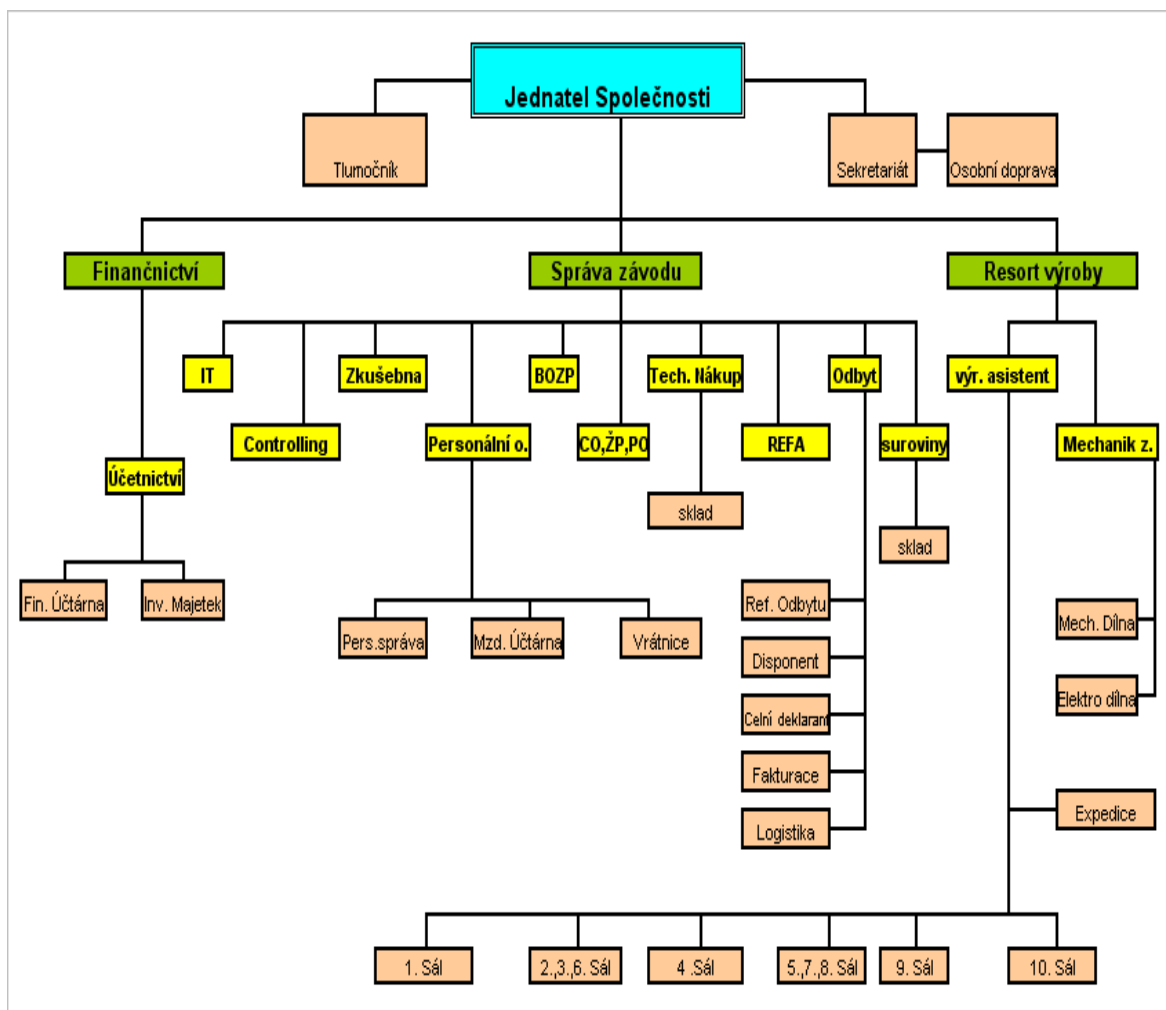 Jednatel Společnosti
Tlumočník
Sekretariát
Osobní doprava
Finančnictví
Správa závodu
Resort výroby
IT
Zkušebna
BOZP
Tech. Nákup
Odbyt
výr. asistent
Controlling
Personální o.
CO,ŽP,PO
REFA
suroviny
Mechanik z.
Účetnictví
sklad
sklad
Fin. Účtárna
Inv. Majetek
Ref. Odbytu
Mech. Dílna
Pers.správa
Mzd. Účtárna
Vrátnice
Disponent
Elektro dílna
Celní deklarant
Fakturace
Expedice
Logistika
1. Sál
2.,3.,6. Sál
4 .Sál
5.,7.,8. Sál
9. Sál
10. Sál